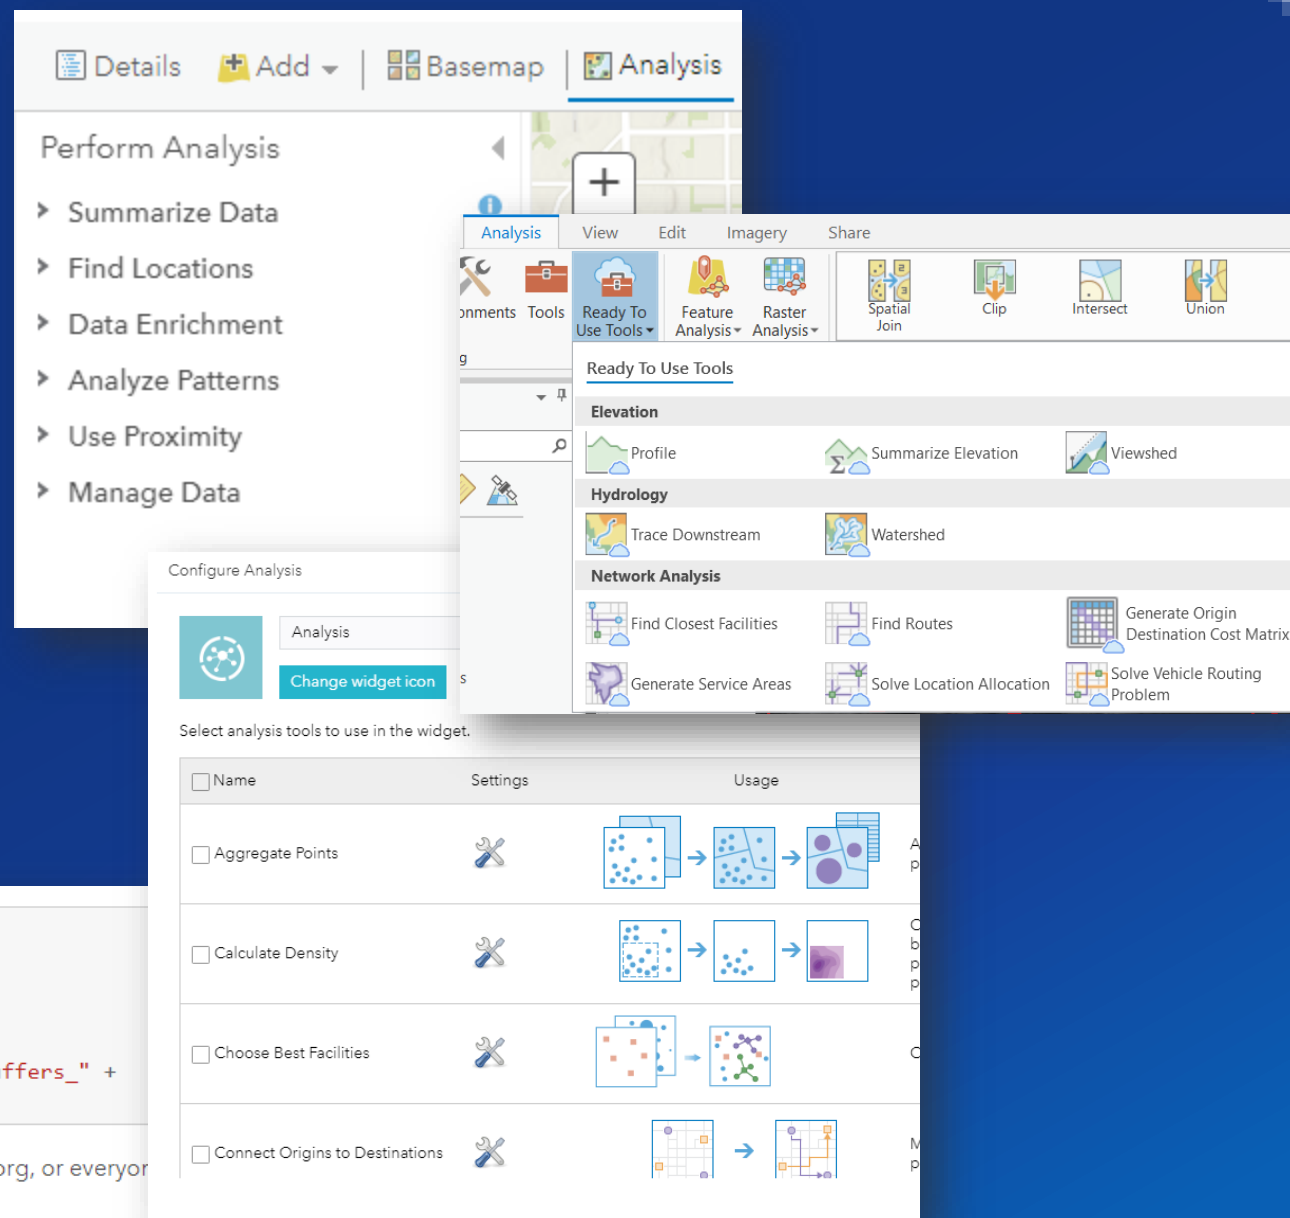 Details
Add
Basemap
Analysis
Perform Analysis
Summarize Data
Find Locations
Data Enrichment
Analyze Patterns
Use Proximity
Manage Data
Analysis
View
Edit
Imagery
Share
onments
Tools
Ready To
Use Tools
Feature
Analysis
Raster
Analysis
Spatial
Join
Clip
Intersect
Union
g
Ready To Use Tools
Elevation
Profile
Summarize Elevation
Viewshed
Hydrology
Trace Downstream
Watershed
Network Analysis
Find Closest Facilities
Find Routes
Generate Origin
Destination Cost Matrix
Generate Service Areas
Solve Location Allocation
Solve Vehicle Routing
Problem
Configure Analysis
Analysis
Change widget icon
s
Select analysis tools to use in the widget.
Name
Settings
Usage
Aggregate Points
A
p
Calculate Density
C
b
p
p
Choose Best Facilities
C
Connect Origins to Destinations
M
p
uffers_" +
org, or everyor